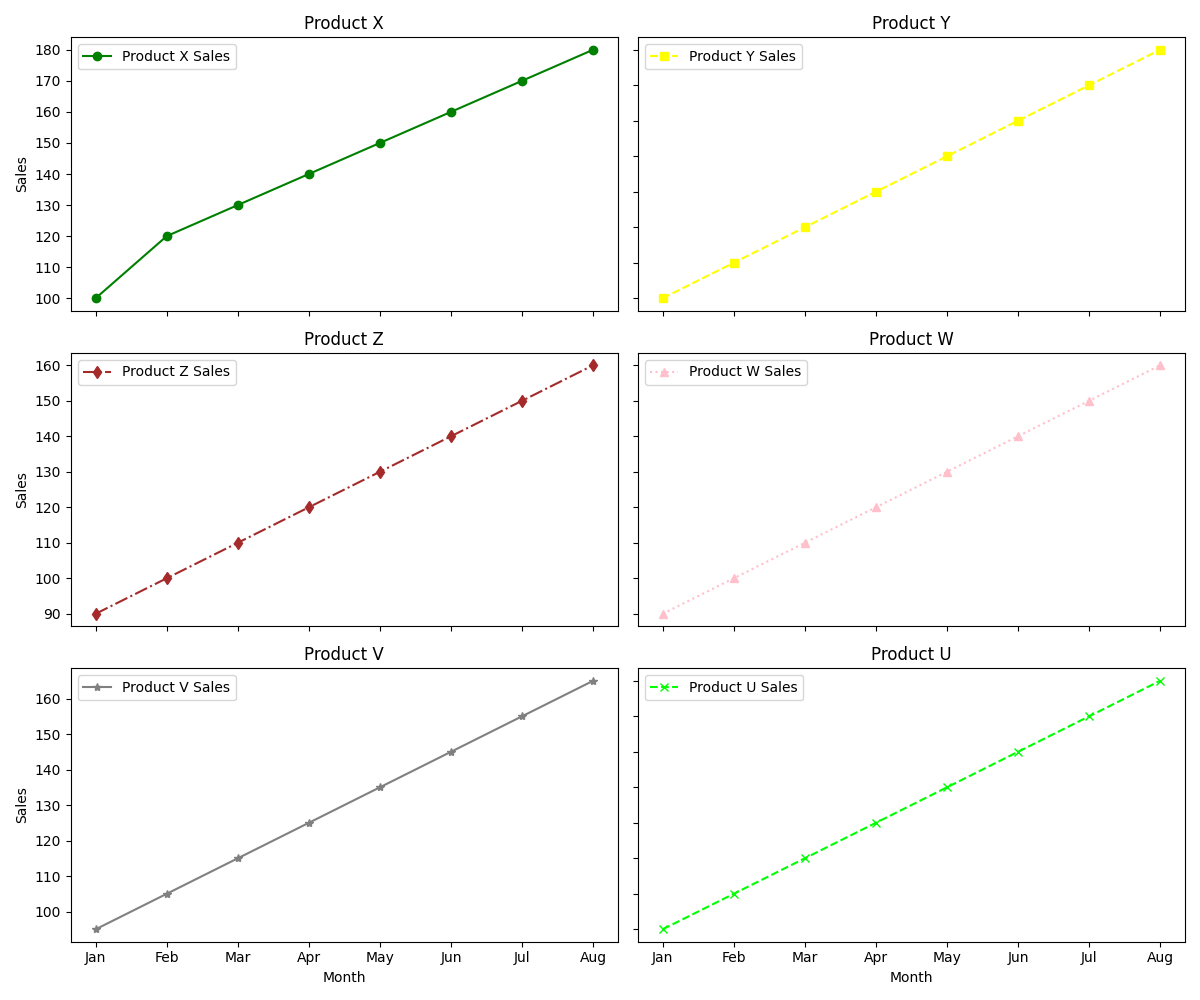 Product X
Product X Sales
180
170
160
150
140
130
120
110
100
Sales
Product Y
Product Y Sales
Product Z
Product Z Sales
160
150
140
130
120
110
100
90
Sales
Product W
Product W Sales
Product V
Product V Sales
160
150
140
130
120
110
100
Sales
Jan Feb Mar Apr May Jun Jul Aug
Month
Product U
Product U Sales
Jan Feb Mar Apr May Jun Jul Aug
Month